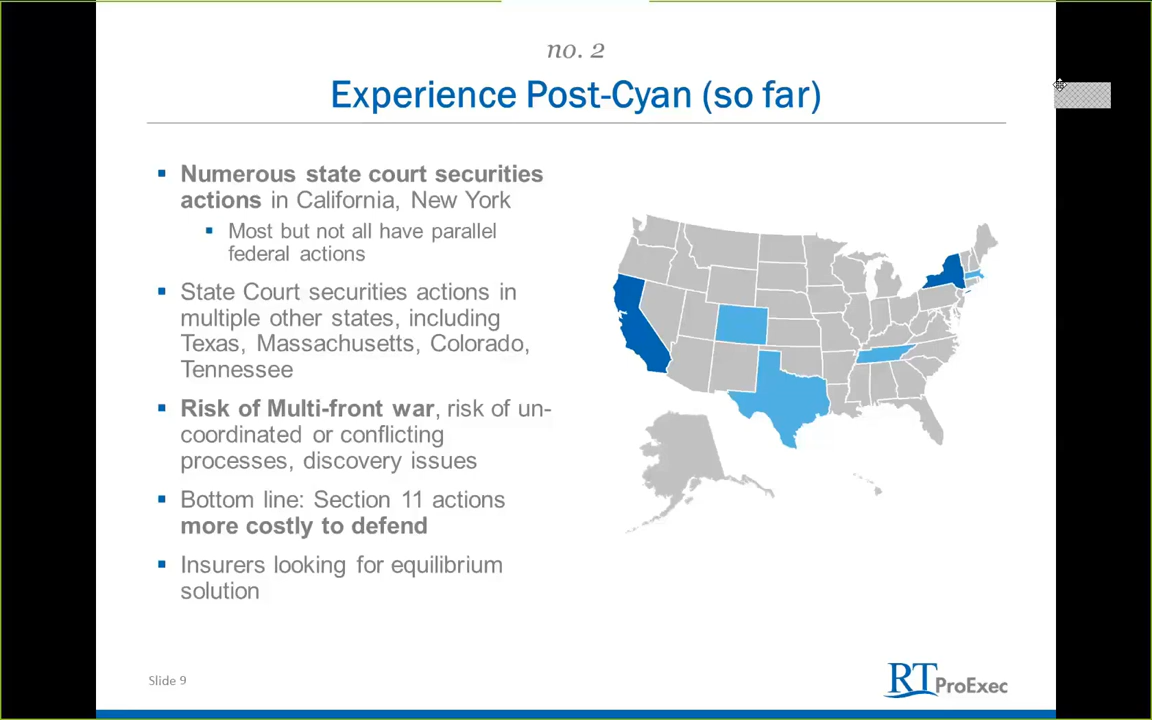 no. 2
Experience Post-Cyan (so far)
Numerous state court securities
actions in California, New York
Most but not all have parallel
federal actions
State Court securities actions in
multiple other states, including
Texas, Massachusetts, Colorado,
Tennessee
Risk of Multi-front war, risk of un-
coordinated or conflicting
processes, discovery issues
Bottom line: Section 11 actions
more costly to defend
Insurers looking for equilibrium
solution
Slide 9
RT ProExec